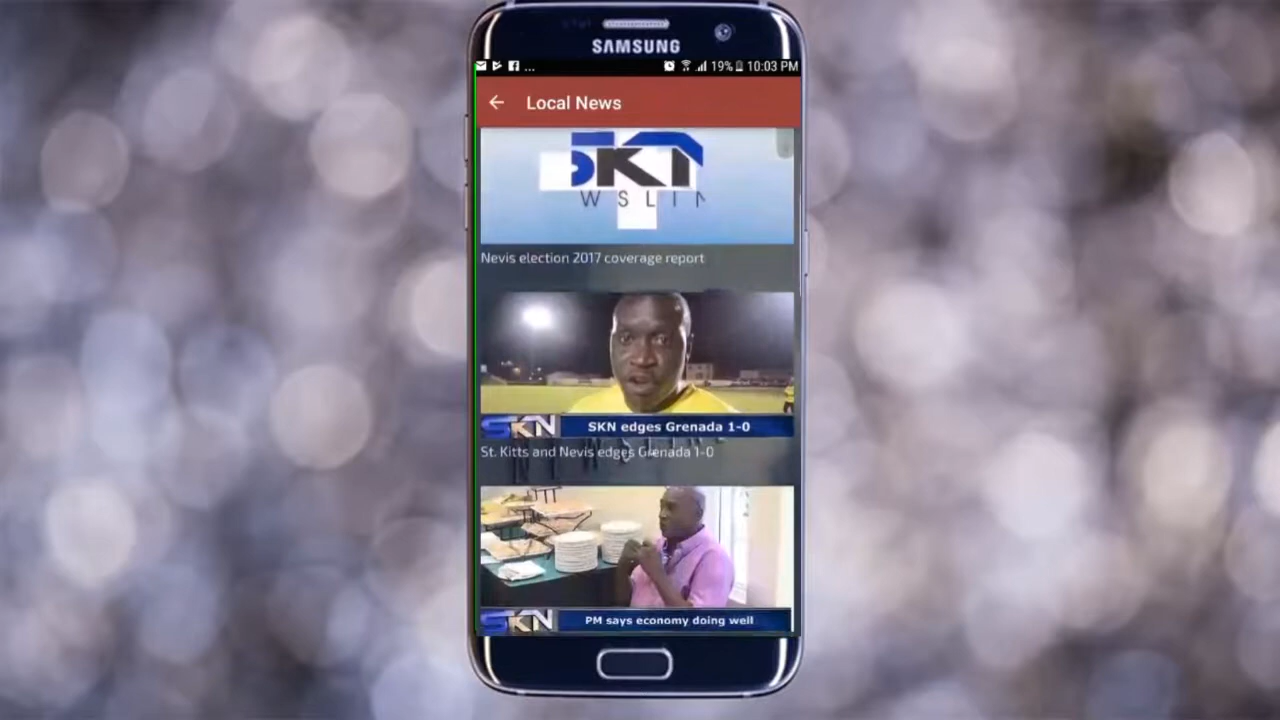 SAMSUNG
... 19% 10:03 PM
Local News
SKN
WSLIN
Nevis election 2017 coverage report
SKN SKN edges Grenada 1-0
St. Kitts and Nevis edges Grenada 1-0
SKN PM says economy doing well